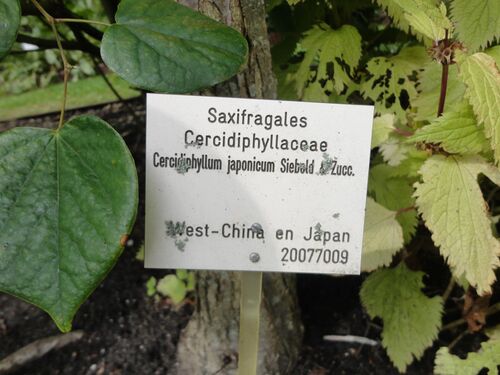 Saxifragales
Cercidiphyllaceae
Cercidiphyllum japonicum Siebold & Zucc.
West-China en Japan
20077009